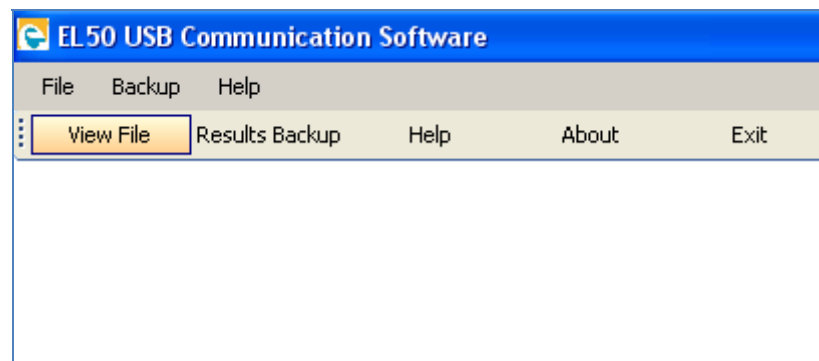 EL50 USB Communication Software
File Backup Help
View File Results Backup Help About Exit